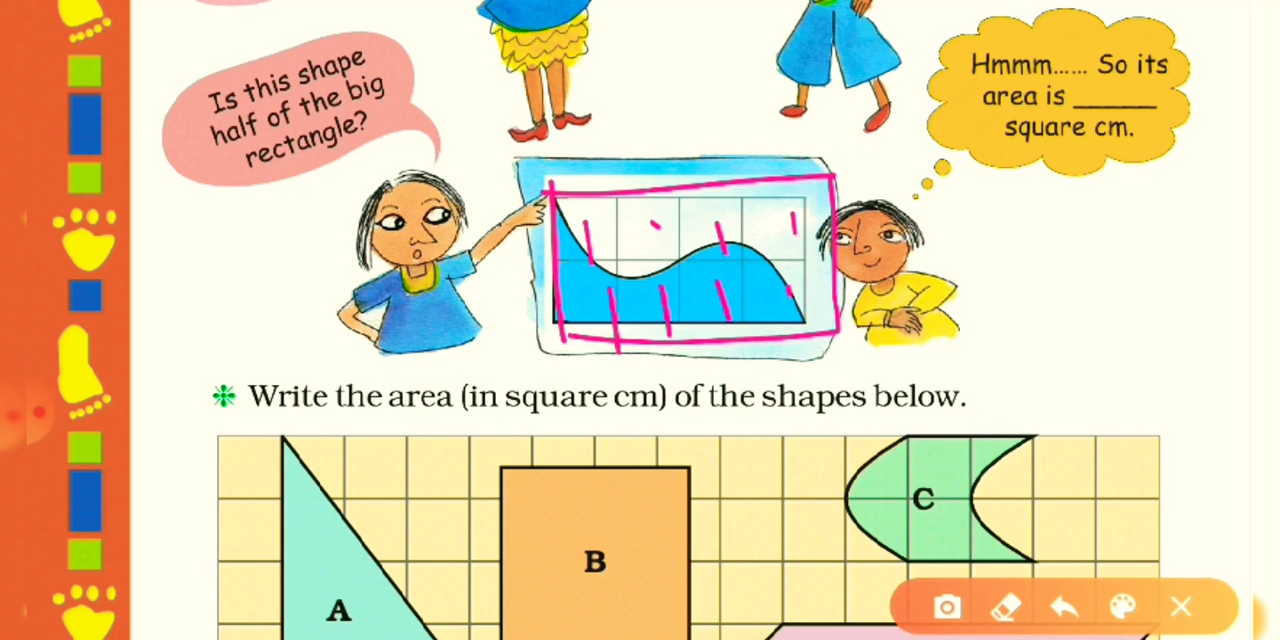 Is this shape
half of the big
rectangle?
Hmmm...... So its
area is ______
square cm.
Write the area (in square cm) of the shapes below.
A
B
C